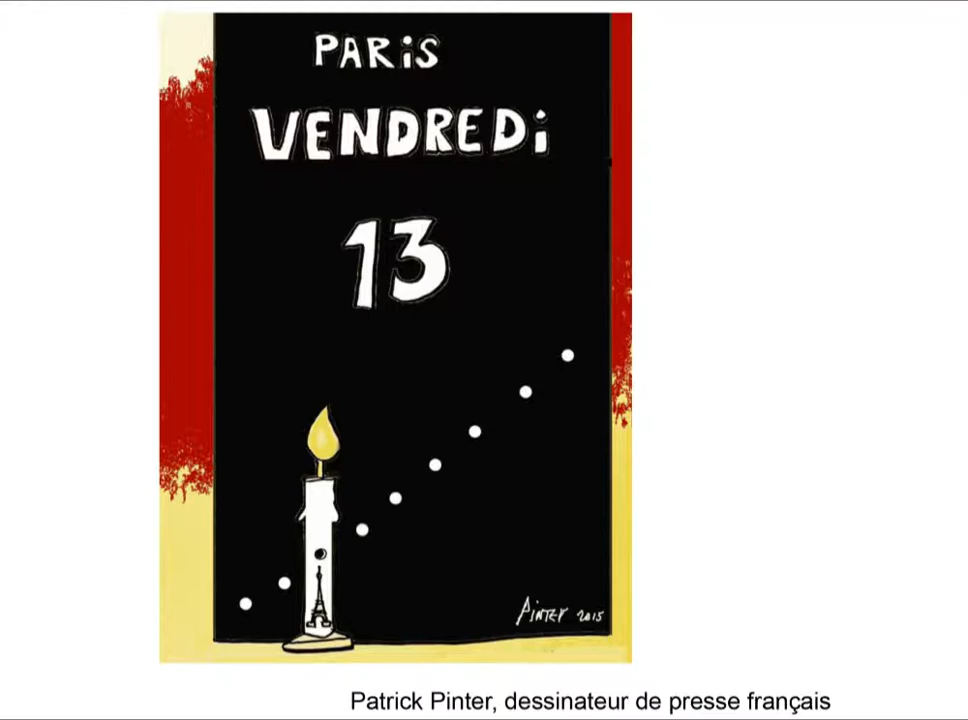 PARiS
VENDREDi
13
PiNTER 2015
Patrick Pinter, dessinateur de presse français